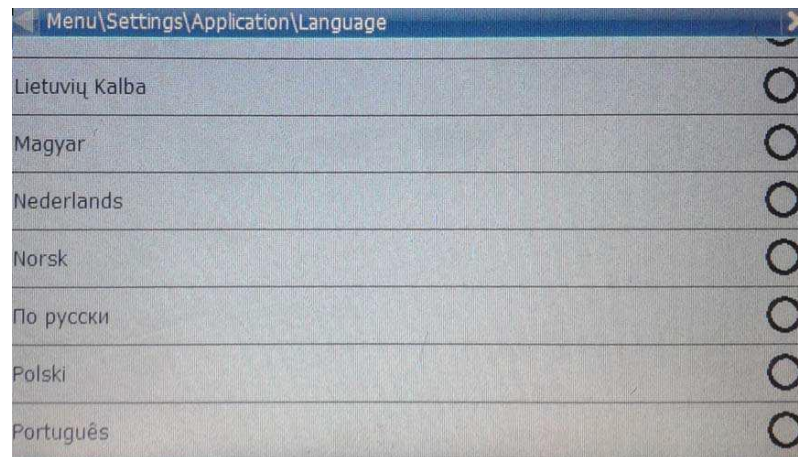 Menu\Settings\Application\Language
Lietuvių Kalba
Magyar
Nederlands
Norsk
По русски
Polski
Português